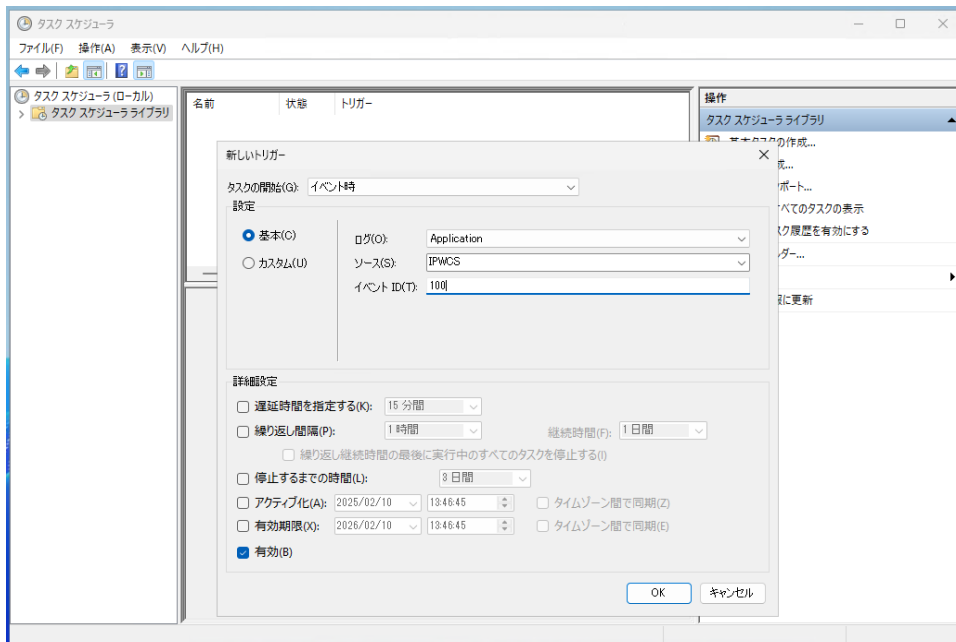 タスク スケジューラ
ファイル(F) 操作(A) 表示(V) ヘルプ(H)
タスク スケジューラ (ローカル)
タスク スケジューラ ライブラリ
名前 状態 トリガー
操作
タスク スケジューラ ライブラリ
基本タスクの作成...
成...
ポート...
べてのタスクの表示
スク履歴を有効にする
ダー...
報に更新
新しいトリガー
タスクの開始(G): イベント時
設定
基本(C)
カスタム(U)
ログ(O): Application
ソース(S): IPWCS
イベント ID(T): 100
詳細設定
遅延時間を指定する(K): 15 分間
繰り返し間隔(P): 1 時間 継続時間(F): 1 日間
繰り返し継続時間の最後に実行中のすべてのタスクを停止する(I)
停止するまでの時間(L): 3 日間
アクティブ化(A): 2025/02/10 13:46:45 タイムゾーン間で同期(Z)
有効期限(X): 2026/02/10 13:46:45 タイムゾーン間で同期(E)
有効(B)
OK キャンセル